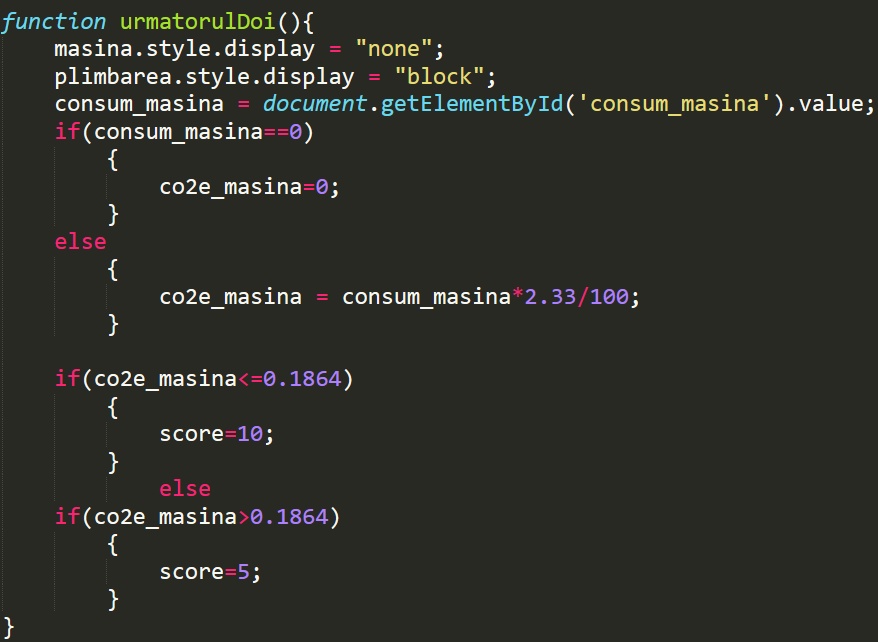 function urmatorulDoi(){
    masina.style.display = "none";
    plimbarea.style.display = "block";
    consum_masina = document.getElementById('consum_masina').value;
    if(consum_masina==0)
        {
            co2e_masina=0;
        }
    else
        {
            co2e_masina = consum_masina*2.33/100;
        }

    if(co2e_masina<=0.1864)
        {
            score=10;
        }
            else
    if(co2e_masina>0.1864)
        {
            score=5;
        }
}